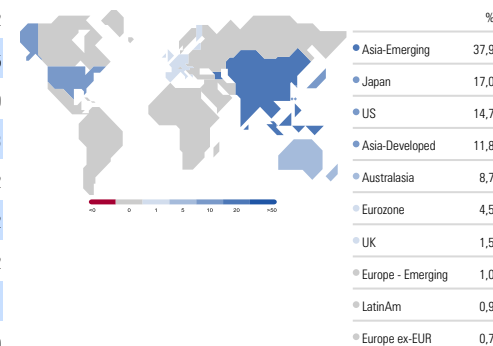 %
Asia-Emerging 37,9
Japan 17,0
US 14,7
Asia-Developed 11,8
Australasia 8,7
Eurozone 4,5
UK 1,5
Europe - Emerging 1,0
LatinAm 0,9
Europe ex-EUR 0,7
<0 0 1 5 10 20 >50